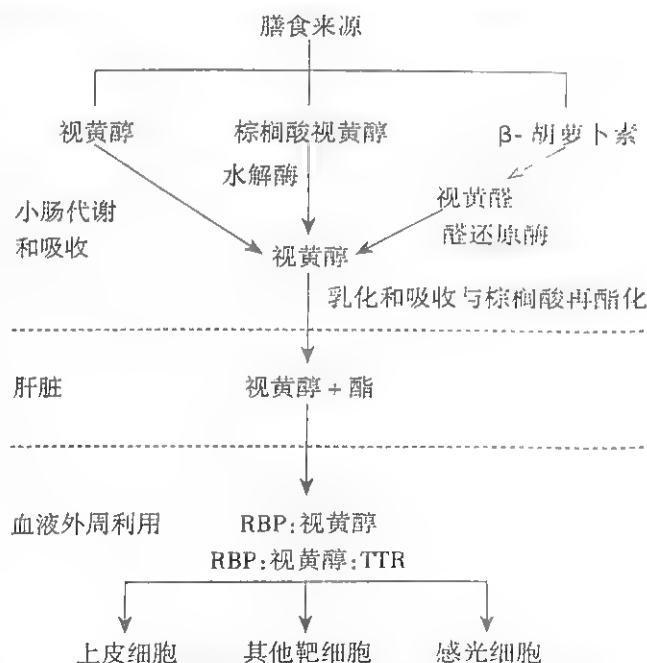 膳食来源
视黄醇 棕榈酸视黄醇 β-胡萝卜素
水解酶
视黄醛
小肠代谢
和吸收
醛还原酶
视黄醇
乳化和吸收与棕榈酸再酯化
肝脏 视黄醇+酯
血液外周利用 RBP:视黄醇
RBP:视黄醇:TTR
上皮细胞 其他靶细胞 感光细胞